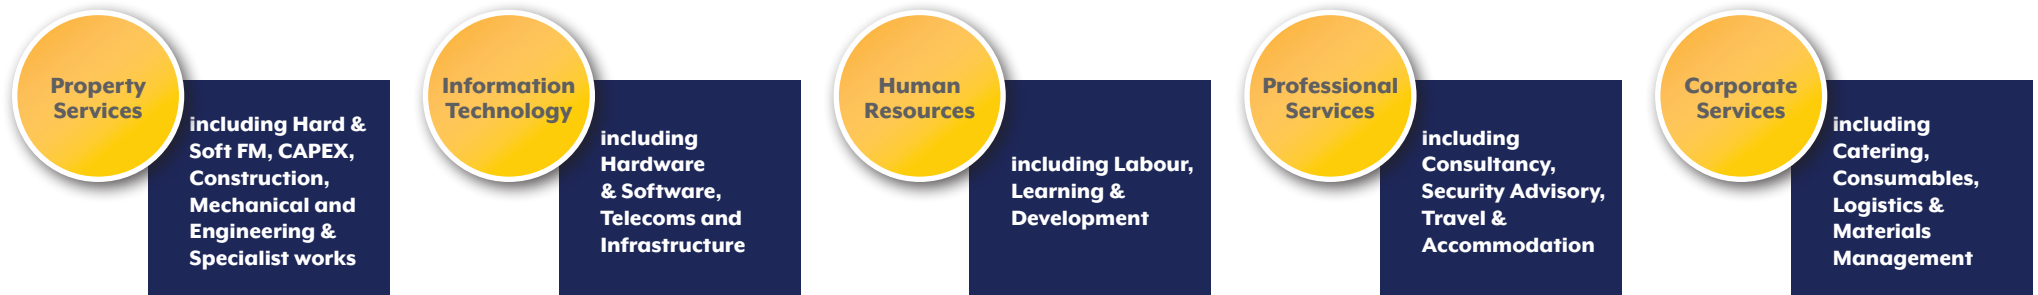 Property
Services
including Hard &
Soft FM, CAPEX,
Construction,
Mechanical and
Engineering &
Specialist works
Information
Technology
including
Hardware
& Software,
Telecoms and
Infrastructure
Human
Resources
including Labour,
Learning &
Development
Professional
Services
including
Consultancy,
Security Advisory,
Travel &
Accommodation
Corporate
Services
including
Catering,
Consumables,
Logistics &
Materials
Management